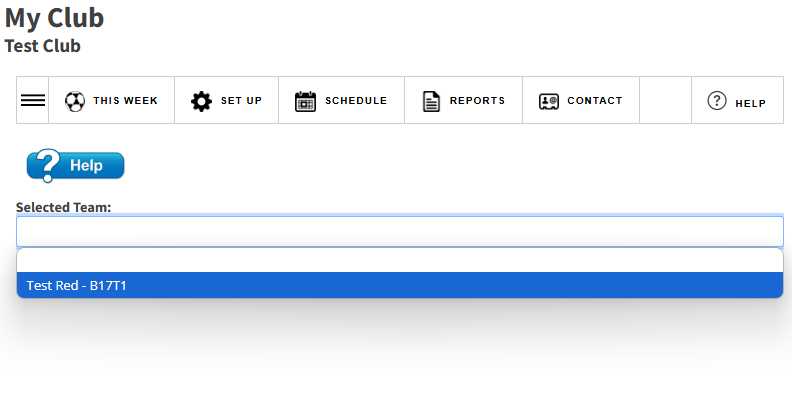 My Club
Test Club
THIS WEEK SET UP SCHEDULE REPORTS CONTACT HELP
Help
Selected Team:
Test Red - B17T1